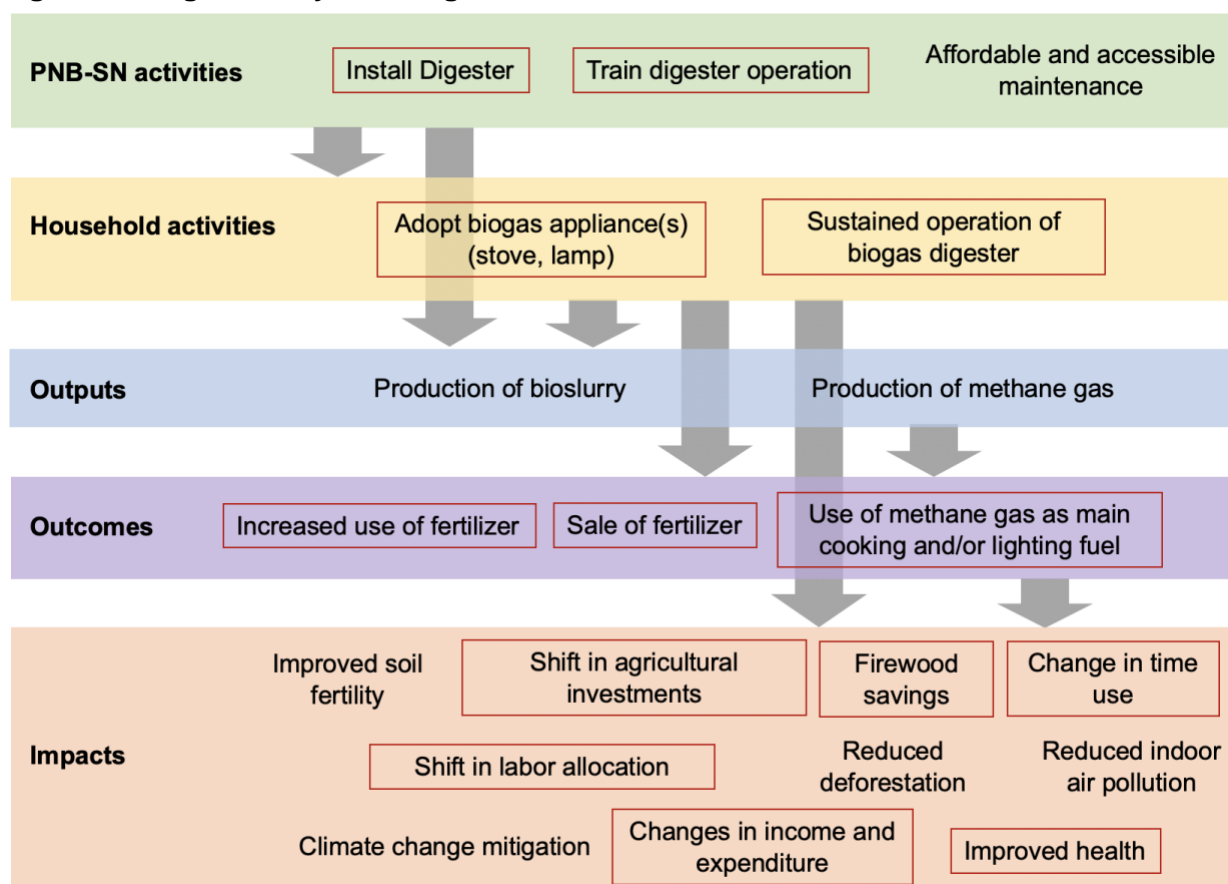 PNB-SN activities
Install Digester
Train digester operation
Affordable and accessible
maintenance
Household activities
Adopt biogas appliance(s)
(stove, lamp)
Sustained operation of
biogas digester
Outputs
Production of bioslurry
Production of methane gas
Outcomes
Increased use of fertilizer
Sale of fertilizer
Use of methane gas as main
cooking and/or lighting fuel
Impacts
Improved soil
fertility
Shift in agricultural
investments
Firewood
savings
Change in time
use
Shift in labor allocation
Reduced
deforestation
Reduced indoor
air pollution
Climate change mitigation
Changes in income and
expenditure
Improved health